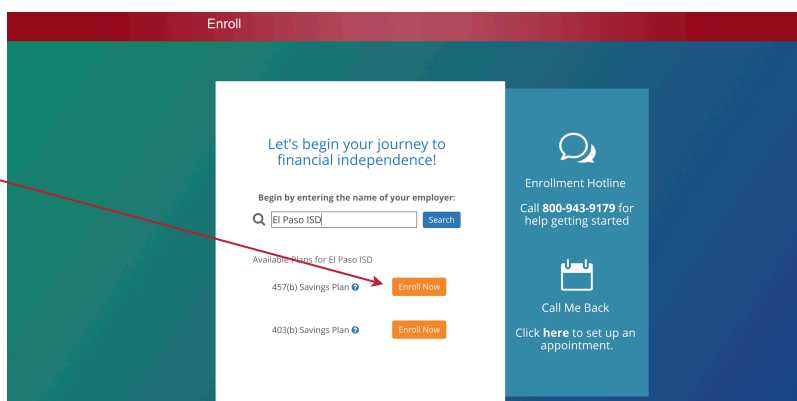 Enroll
Let's begin your journey to
financial independence!
Begin by entering the name of your employer:
El Paso ISD
Search
Available Plans for El Paso ISD
457(b) Savings Plan ?
Enroll Now
403(b) Savings Plan ?
Enroll Now
Enrollment Hotline
Call 800-943-9179 for
help getting started
Call Me Back
Click here to set up an
appointment.